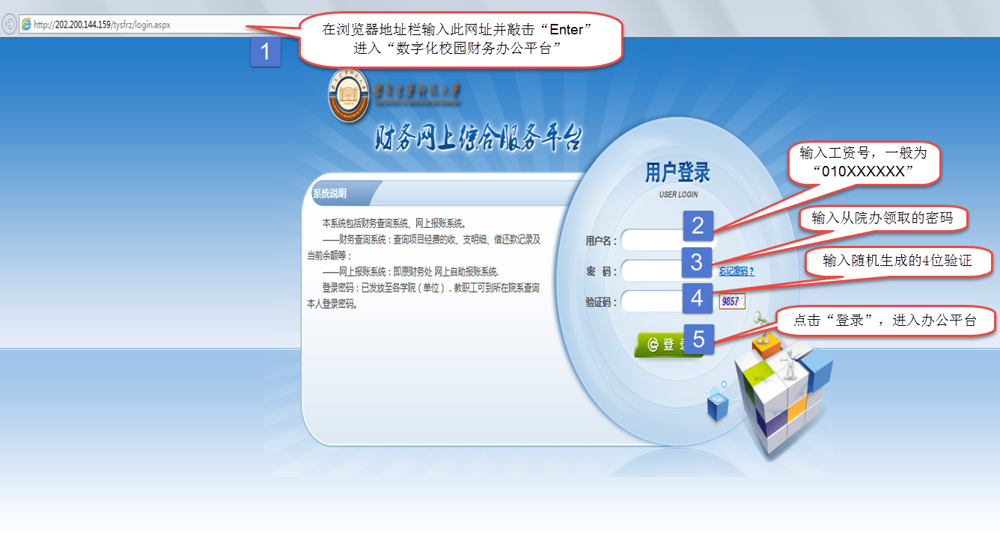 http://202.200.144.159/tysfrz/login.aspx
在浏览器地址栏输入此网址并敲击“Enter”
进入“数字化校园财务办公平台”
1
财务网上综合服务平台
用户登录
USER LOGIN
输入工资号，一般为
“010XXXXXX”
系统说明
本系统包括财务查询系统、网上报账系统。
——财务查询系统：查询项目经费的收、支明细、借还款记录及
当前余额等；
——网上报账系统：即原财务处 网上自助报账系统.
登录密码：已发放至各学院（单位），教职工可到所在院系查询
本人登录密码。
用户名：
2
输入从院办领取的密码
密 码：
3
忘记密码？
输入随机生成的4位验证
验证码：
4
9857
点击“登录”，进入办公平台
登
5